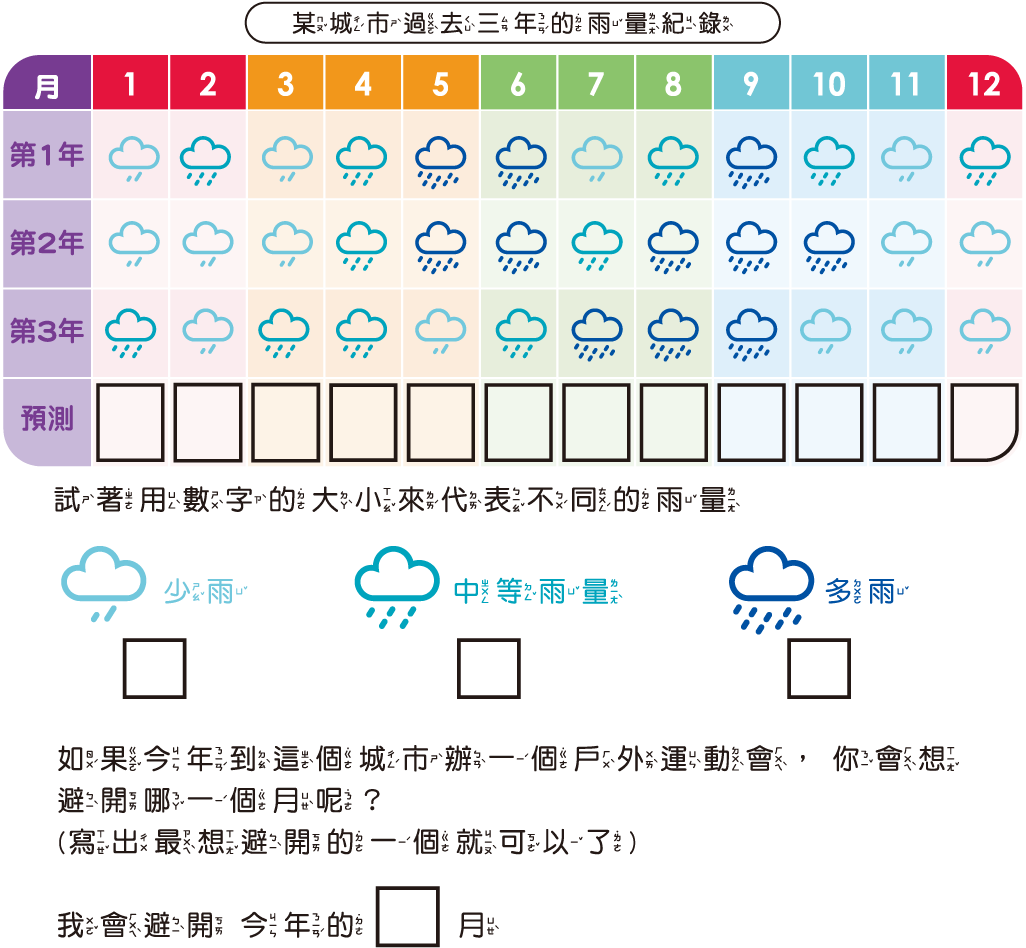 某城市過去三年的雨量紀錄
月 1 2 3 4 5 6 7 8 9 10 11 12
第1年
第2年
第3年
預測
試著用數字的大小來代表不同的雨量
少雨 中等雨量 多雨
如果今年到這個城市辦一個戶外運動會， 你會想
避開哪一個月呢？
(寫出最想避開的一個就可以了)
我會避開 今年的 月